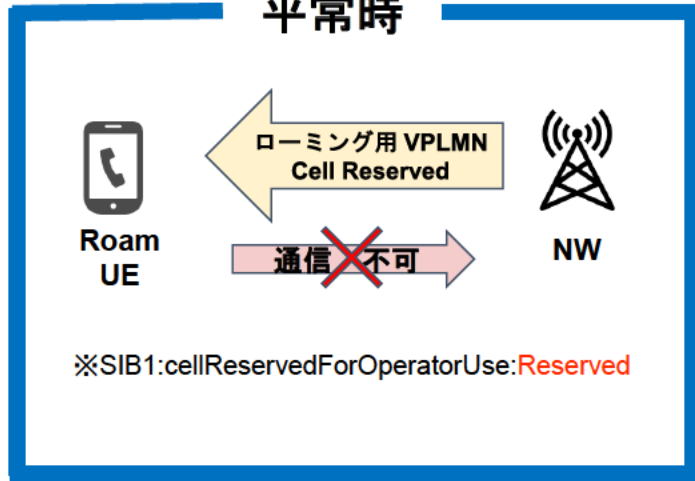 平常時
ローミング用 VPLMN
Cell Reserved
Roam
UE
NW
通信 不可
※SIB1:cellReservedForOperatorUse:Reserved